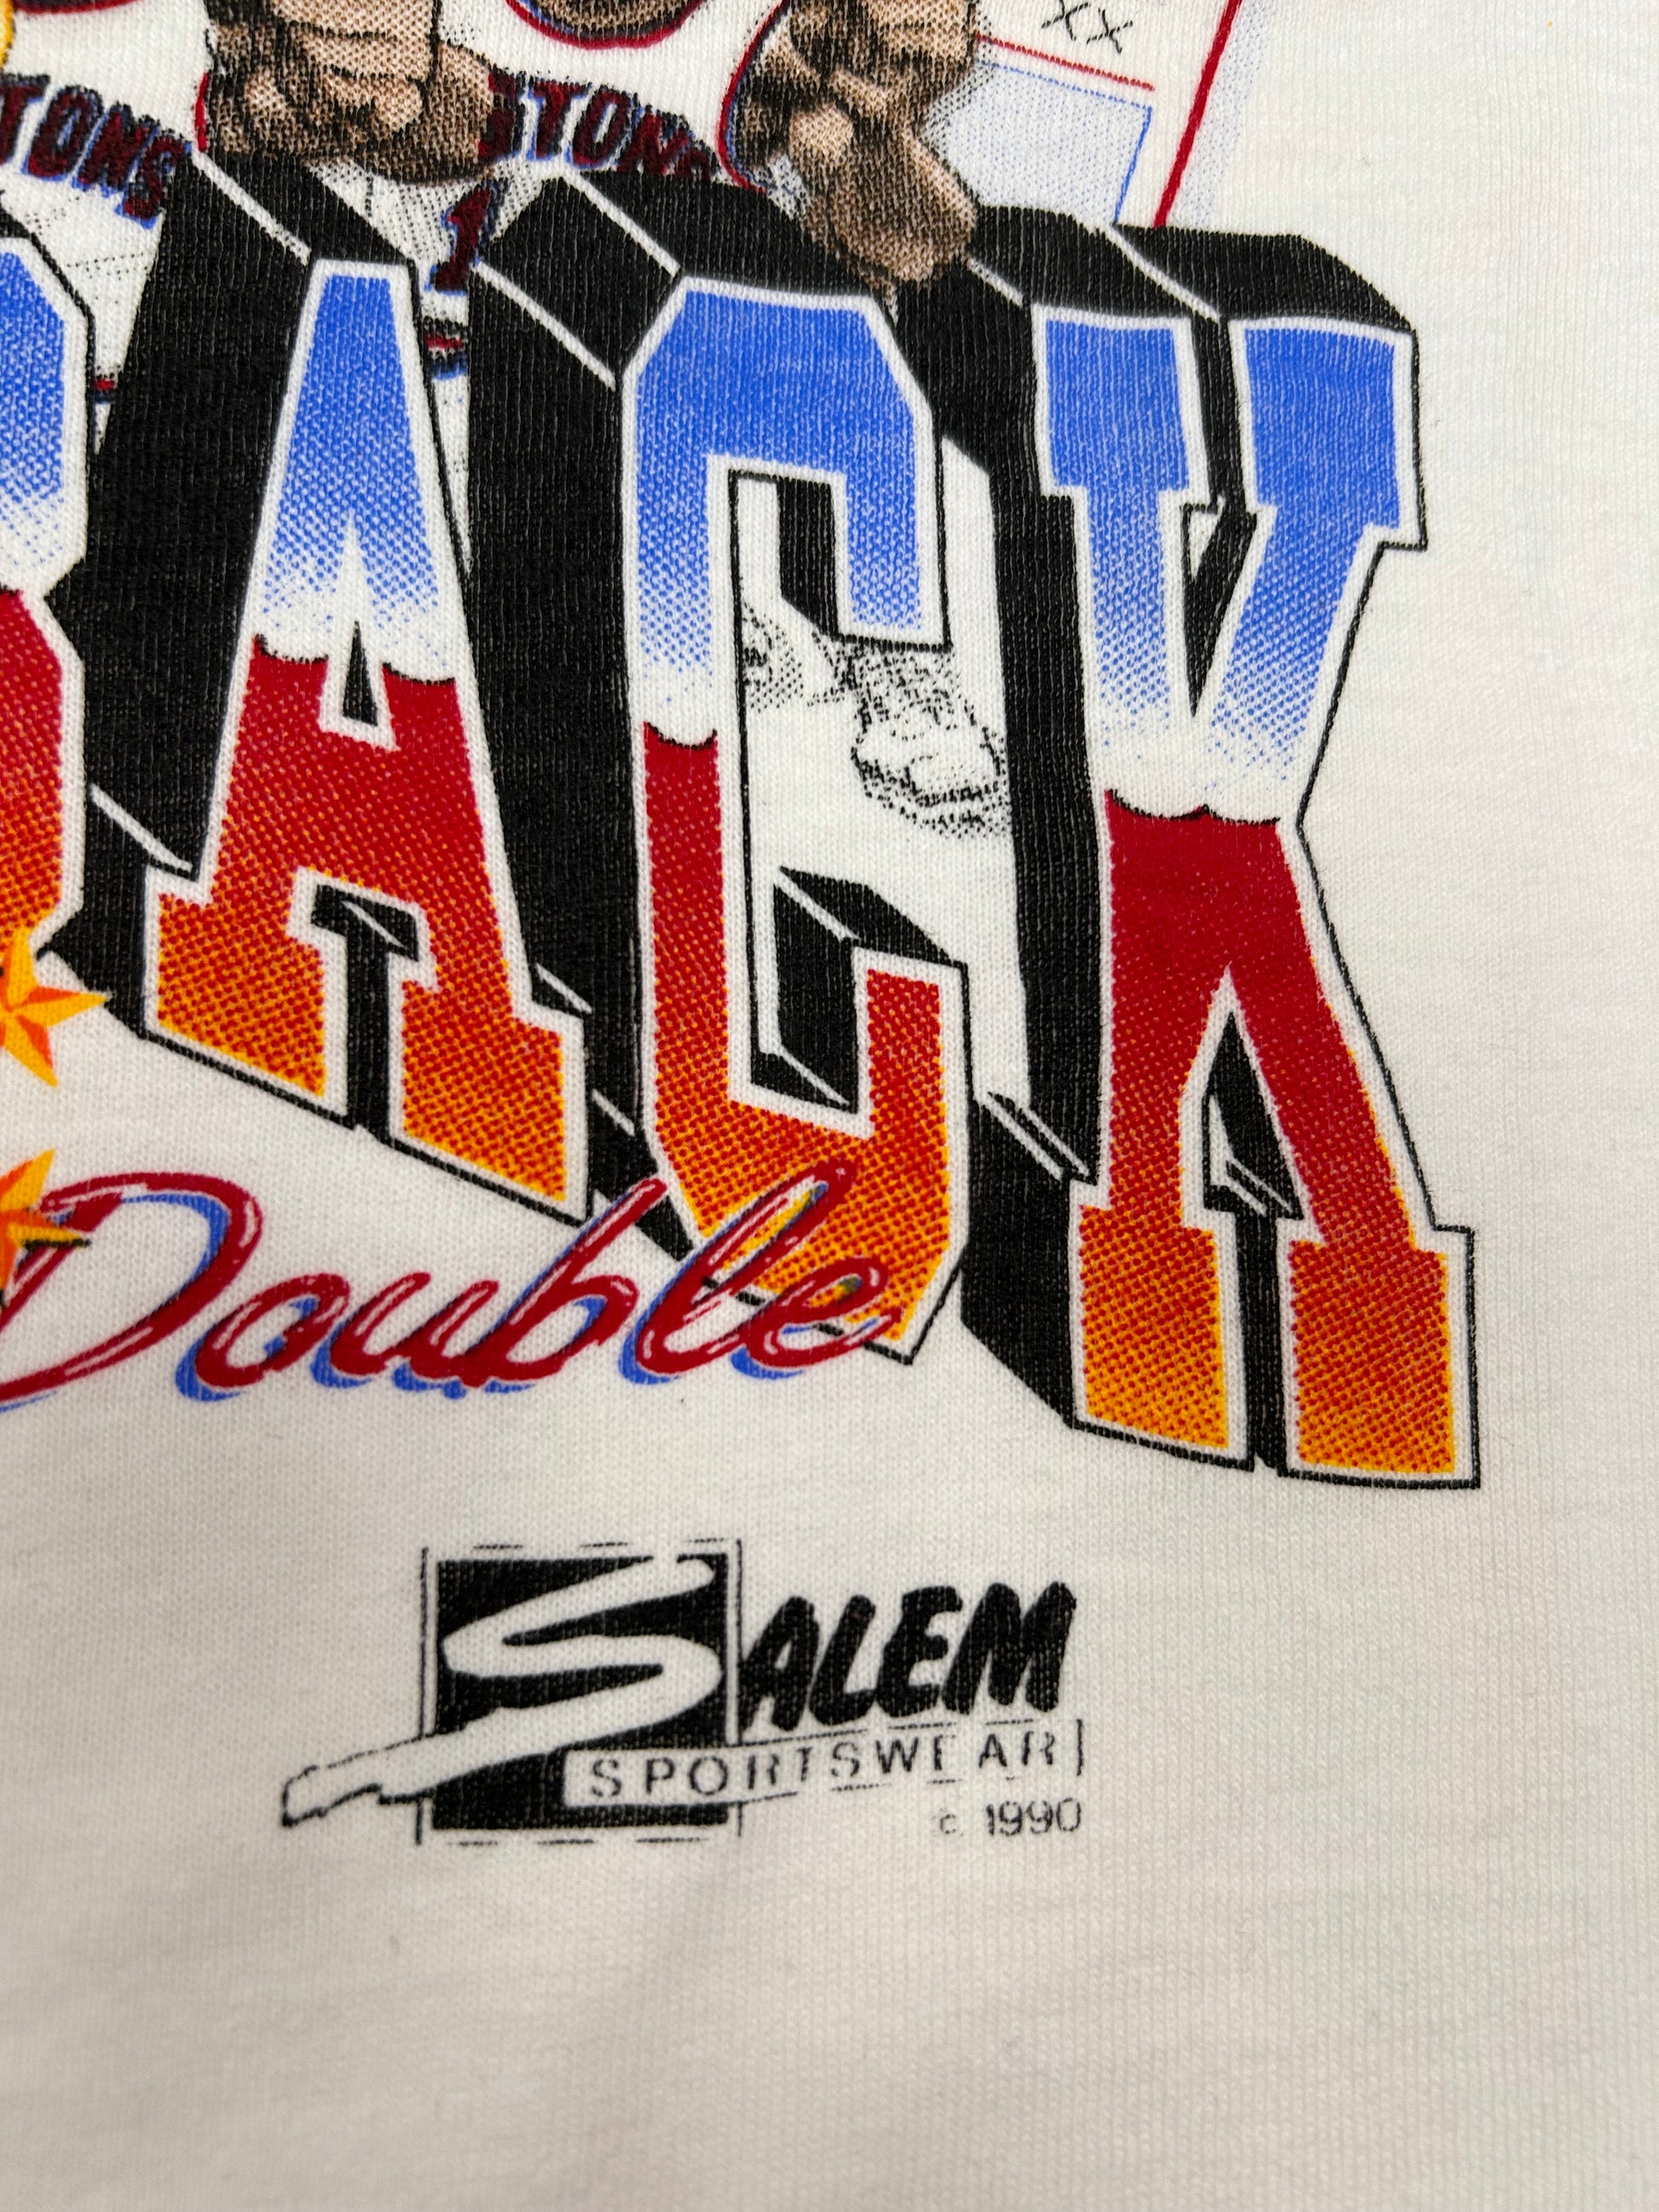 XX
TONS
STONS
1
BACK
Double
SALEM
SPORTSWEAR
c. 1990